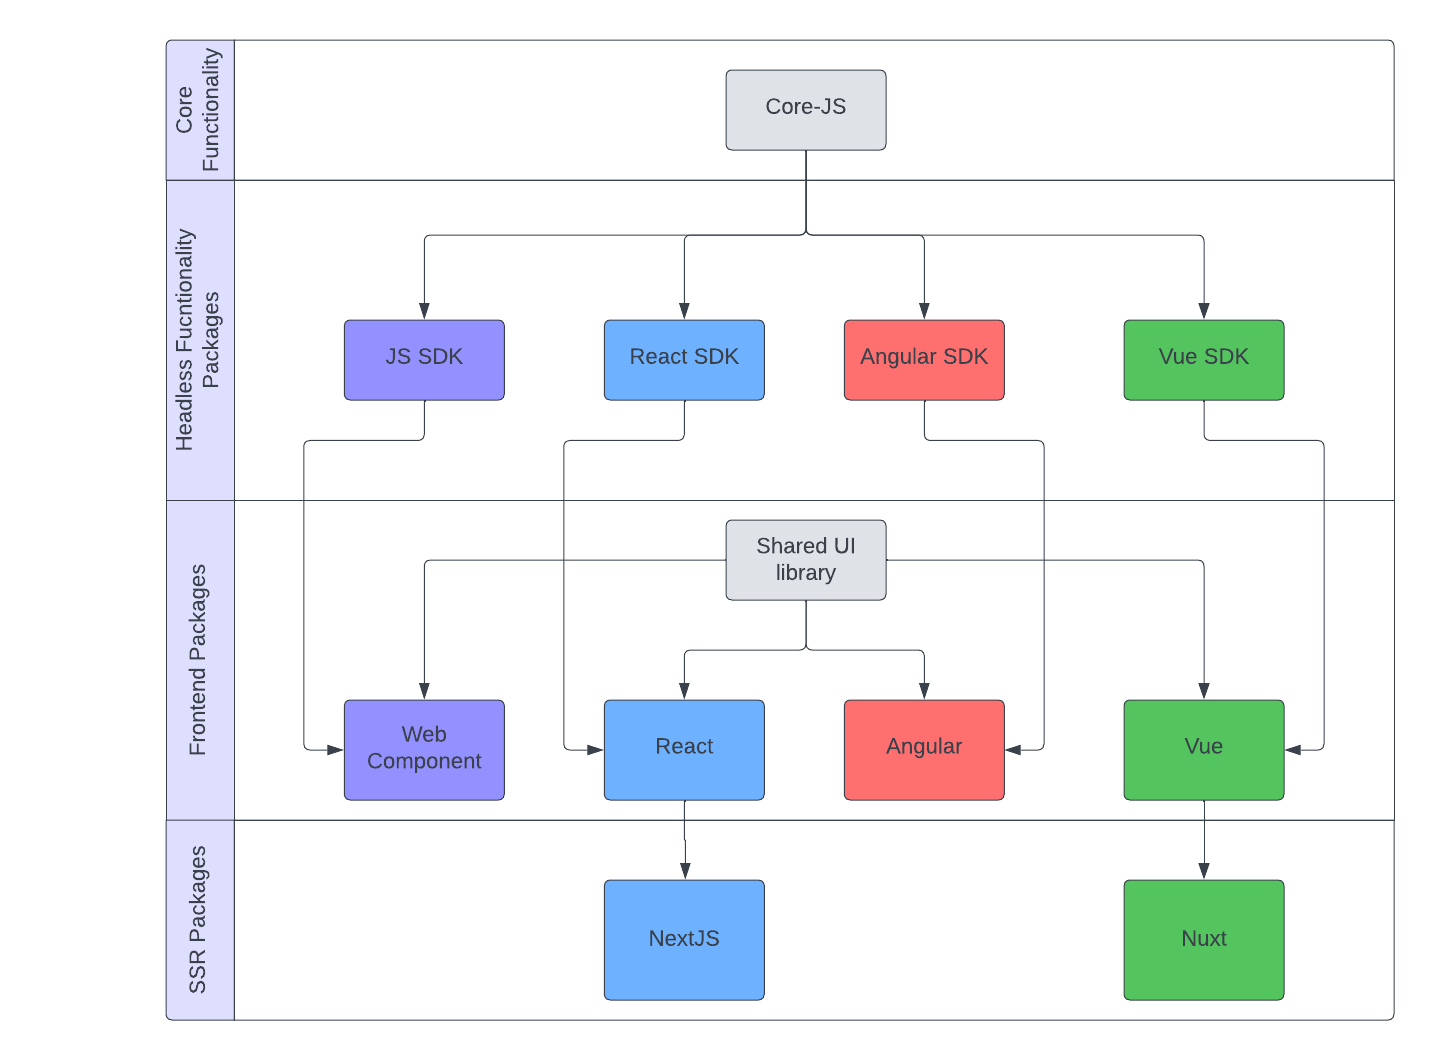 Core
Functionality
Core-JS
Headless Fucntionality
Packages
JS SDK
React SDK
Angular SDK
Vue SDK
Frontend Packages
Shared UI
library
Web
Component
React
Angular
Vue
SSR Packages
NextJS
Nuxt